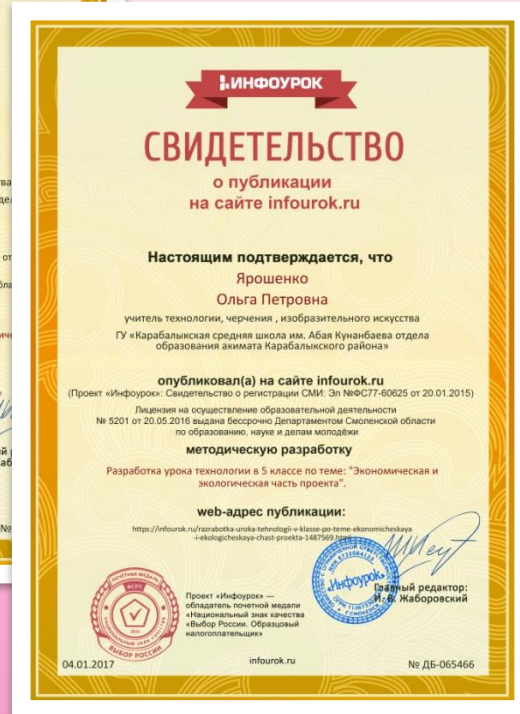 ИНФОУРОК
СВИДЕТЕЛЬСТВО
о публикации
на сайте infourok.ru
Настоящим подтверждается, что
Ярошенко
Ольга Петровна
учитель технологии, черчения , изобразительного искусства
ГУ «Карабалыкская средняя школа им. Абая Кунанбаева отдела
образования акимата Карабалыкского района»
опубликовал(а) на сайте infourok.ru
(Проект «Инфоурок»: Свидетельство о регистрации СМИ: Эл №ФС77-60625 от 20.01.2015)
Лицензия на осуществление образовательной деятельности
№ 5201 от 20.05.2016 выдана бессрочно Департаментом Смоленской области
по образованию, науке и делам молодёжи
методическую разработку
Разработка урока технологии в 5 классе по теме: "Экономическая и
экологическая часть проекта".
web-адрес публикации:
https://infourok.ru/razrabotka-uroka-tehnologii-v-klasse-po-teme-ekonomicheskaya
-i-ekologicheskaya-chast-proekta-1487569.html
Инфоурок
Главный редактор:
И. В. Жаборовский
ВЫБОР РОССИИ
Проект «Инфоурок» —
обладатель почетной медали
«Национальный знак качества
«Выбор России. Образцовый
налогоплательщик»
04.01.2017
infourok.ru
№ ДБ-065466